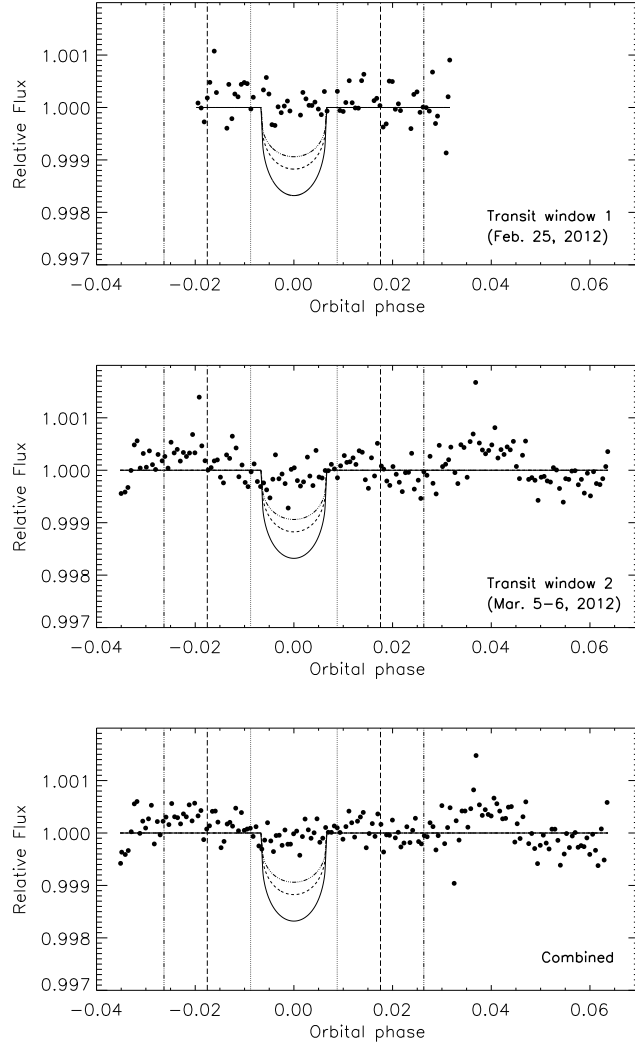 1.001
1.000
0.999
0.998
0.997
Relative Flux
Transit window 1
(Feb. 25, 2012)
-0.04 -0.02 0.00 0.02 0.04 0.06
Orbital phase
1.001
1.000
0.999
0.998
0.997
Relative Flux
Transit window 2
(Mar. 5-6, 2012)
-0.04 -0.02 0.00 0.02 0.04 0.06
Orbital phase
1.001
1.000
0.999
0.998
0.997
Relative Flux
Combined
-0.04 -0.02 0.00 0.02 0.04 0.06
Orbital phase